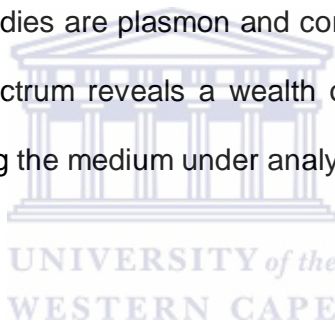 dies are plasmon and co
ctrum reveals a wealth
g the medium under analy
UNIVERSITY of the
WESTERN CAPE